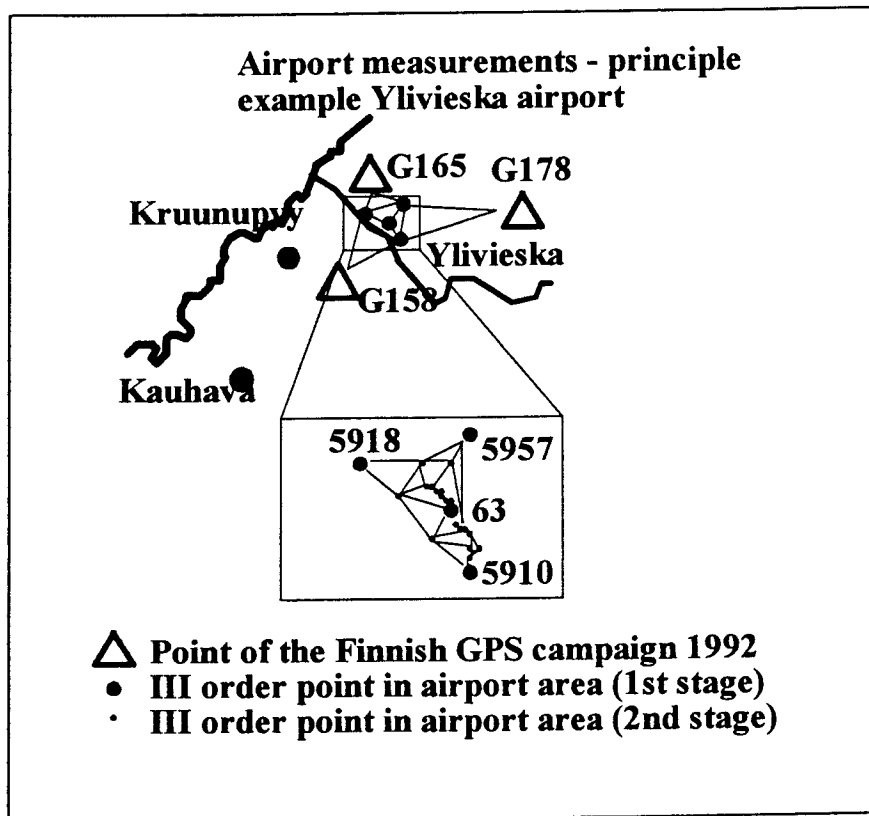 Airport measurements - principle
example Ylivieska airport
G165
G178
Kruunupyy
Ylivieska
G158
Kauhava
5918
5957
63
5910
Point of the Finnish GPS campaign 1992
III order point in airport area (1st stage)
III order point in airport area (2nd stage)